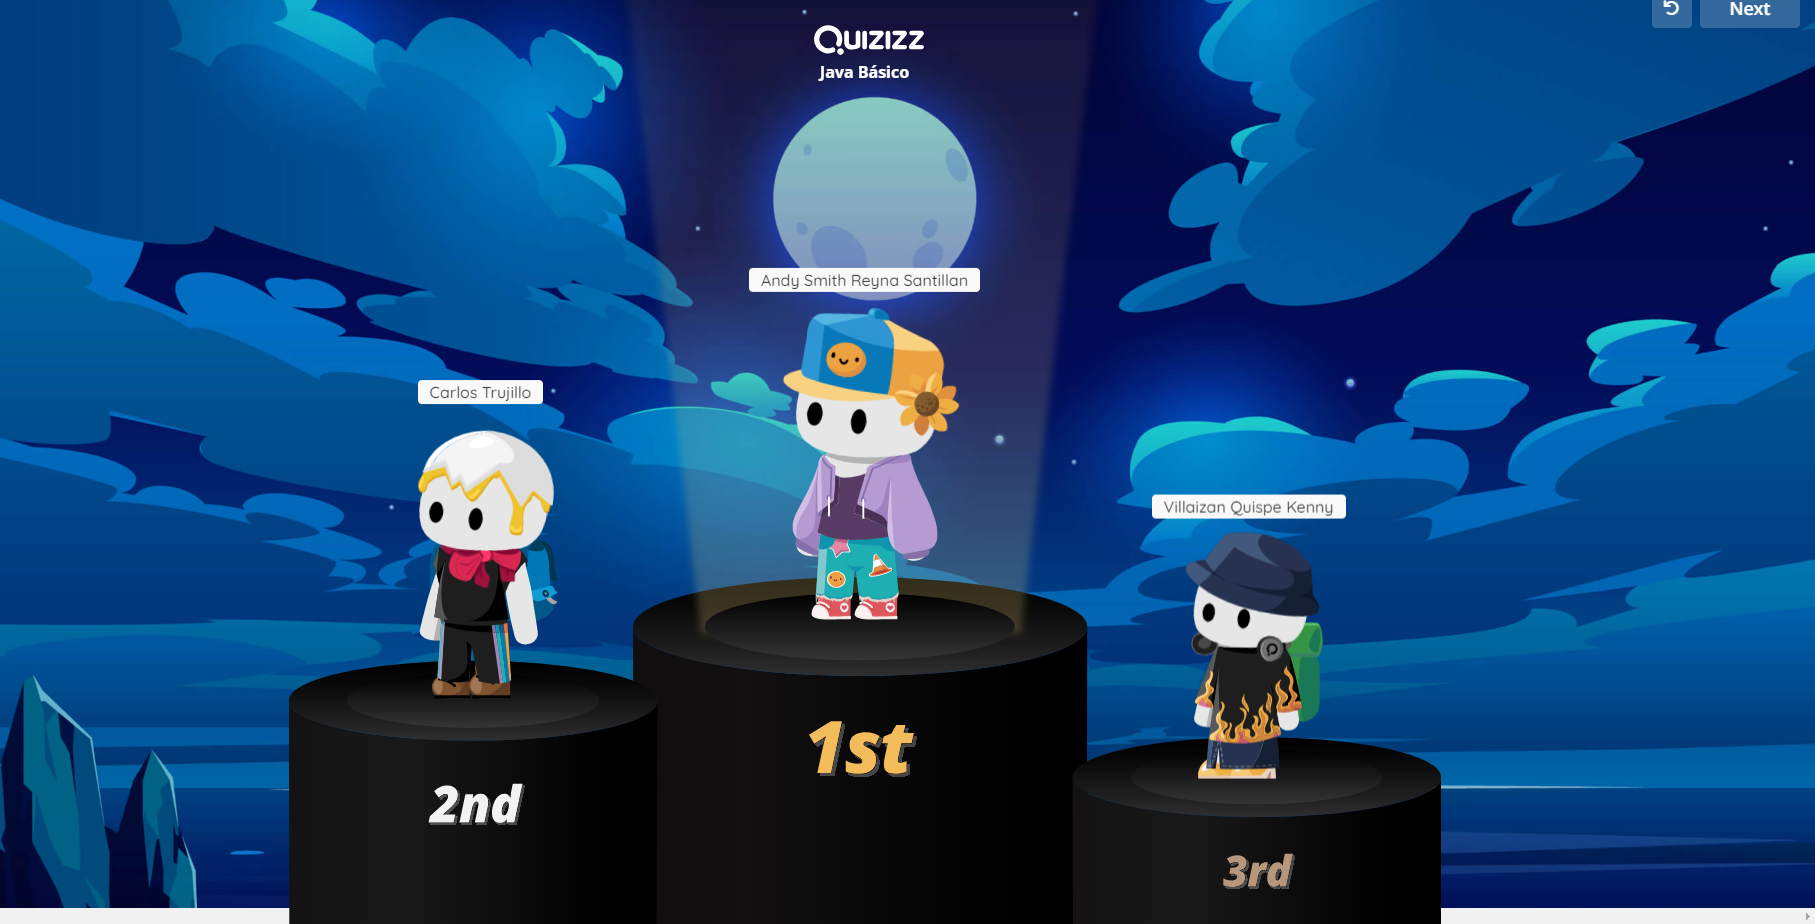 Next
QUIZIZZ
Java Básico
Andy Smith Reyna Santillan
Carlos Trujillo
Villaizan Quispe Kenny
1st
2nd
3rd